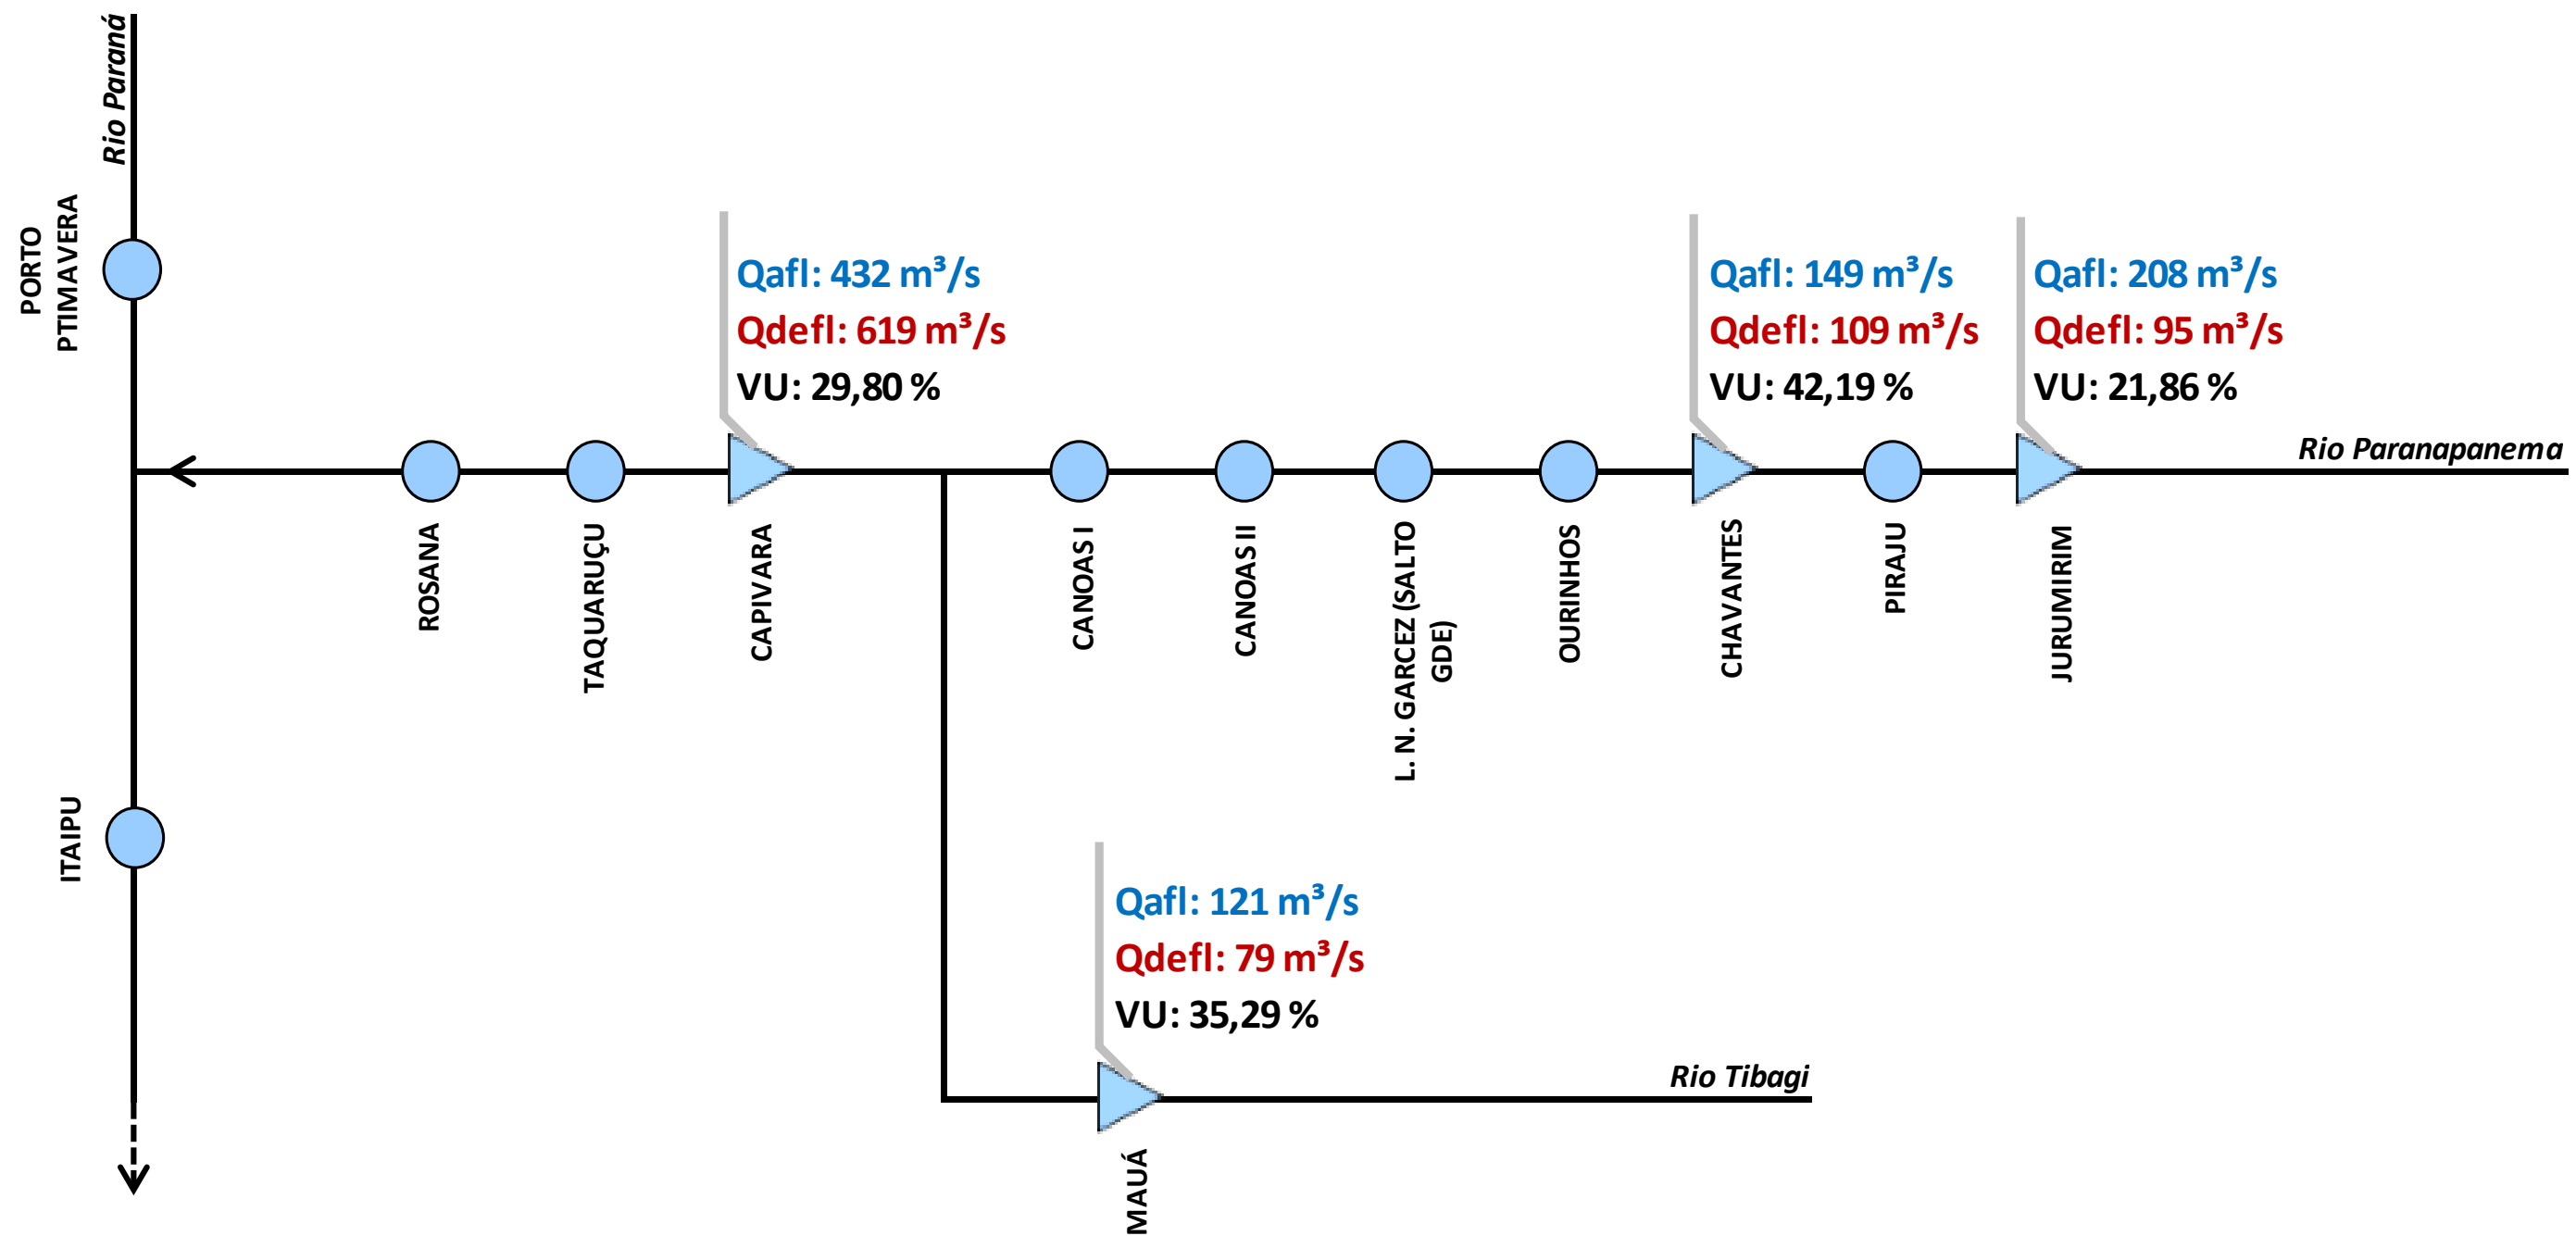 Rio Paraná
PORTO
PTIMAVERA
Qafl: 432 m³/s
Qdefl: 619 m³/s
VU: 29,80 %
Qafl: 149 m³/s
Qdefl: 109 m³/s
VU: 42,19 %
Qafl: 208 m³/s
Qdefl: 95 m³/s
VU: 21,86 %
Rio Paranapanema
ROSANA
TAQUARUÇU
CAPIVARA
CANOAS I
CANOAS II
L. N. GARCEZ (SALTO
GDE)
OURINHOS
CHAVANTES
PIRAJU
JURUMIRIM
ITAIPU
Qafl: 121 m³/s
Qdefl: 79 m³/s
VU: 35,29 %
Rio Tibagi
MAUÁ